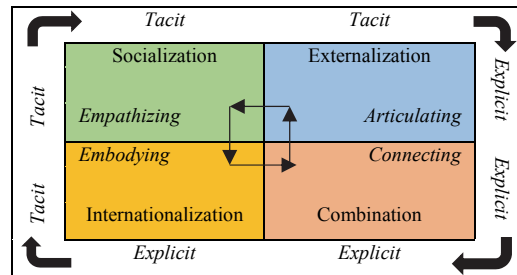 Tacit Tacit
Socialization Externalization
Tacit Explicit
Empathizing Articulating
Embodying Connecting
Tacit Explicit
Internationalization Combination
Explicit Explicit